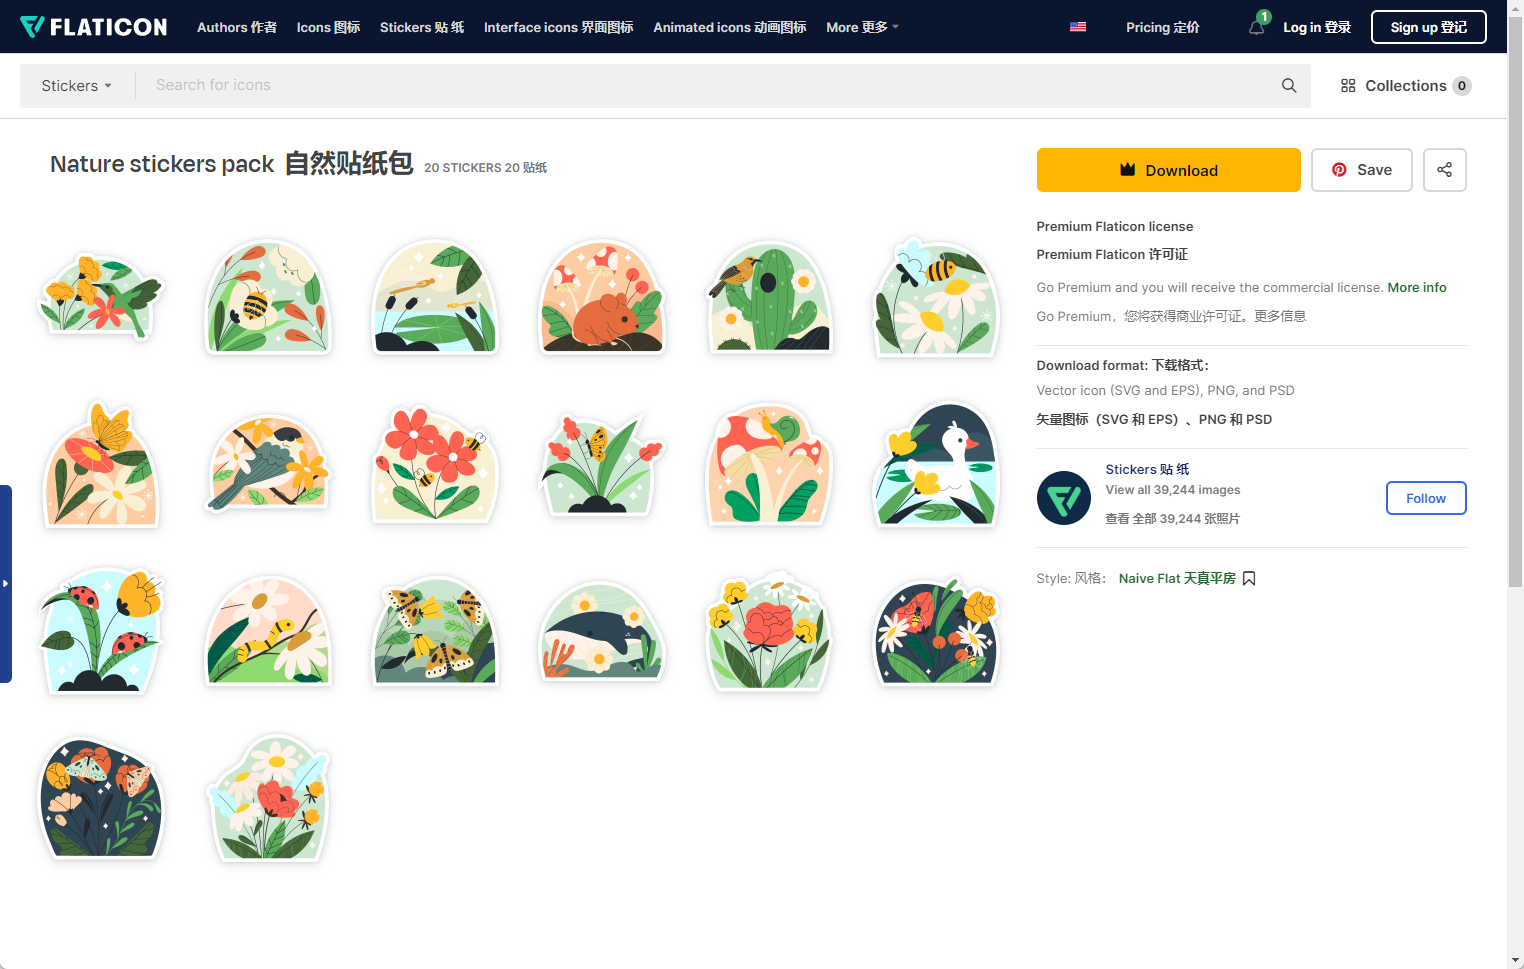 FLATICON
Authors 作者 Icons 图标 Stickers 贴 纸 Interface icons 界面图标 Animated icons 动画图标 More 更多 Pricing 定价 1 Log in 登录 Sign up 登记
Stickers Search for icons Collections 0
Nature stickers pack 自然贴纸包 20 STICKERS 20 贴纸
Download Save
Premium Flaticon license
Premium Flaticon 许可证
Go Premium and you will receive the commercial license. More info
Go Premium，您将获得商业许可证。更多信息
Download format: 下载格式：
Vector icon (SVG and EPS), PNG, and PSD
矢量图标（SVG 和 EPS）、PNG 和 PSD
Stickers 贴 纸
View all 39,244 images
查看 全部 39,244 张照片
Follow
Style: 风格： Naive Flat 天真平房